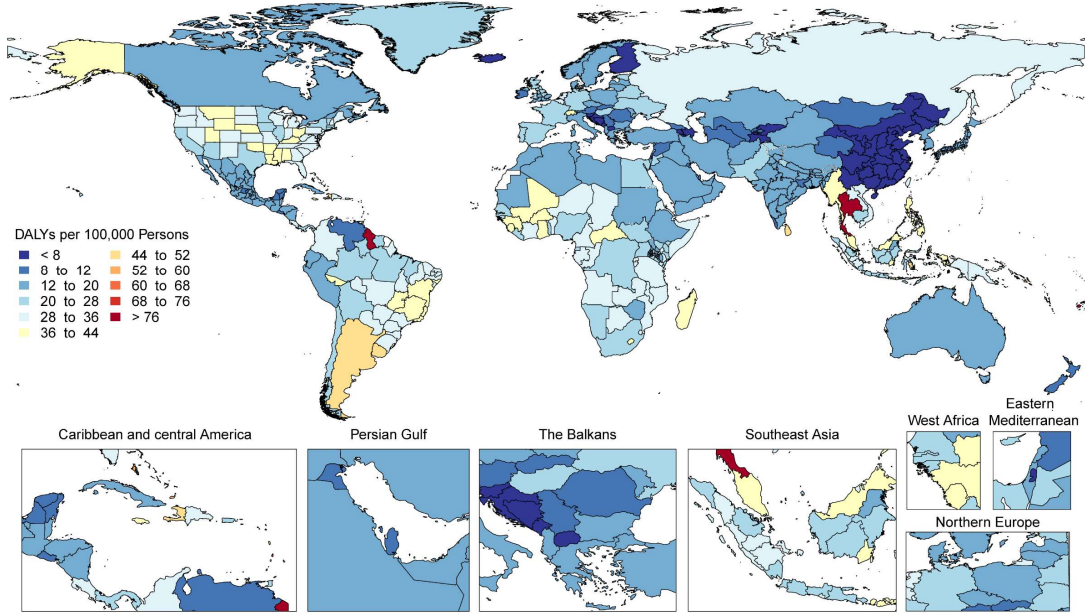 DALYs per 100,000 Persons
< 8
8 to 12
12 to 20
20 to 28
28 to 36
36 to 44
44 to 52
52 to 60
60 to 68
68 to 76
> 76
Caribbean and central America
Persian Gulf
The Balkans
Southeast Asia
West Africa
Eastern
Mediterranean
Northern Europe